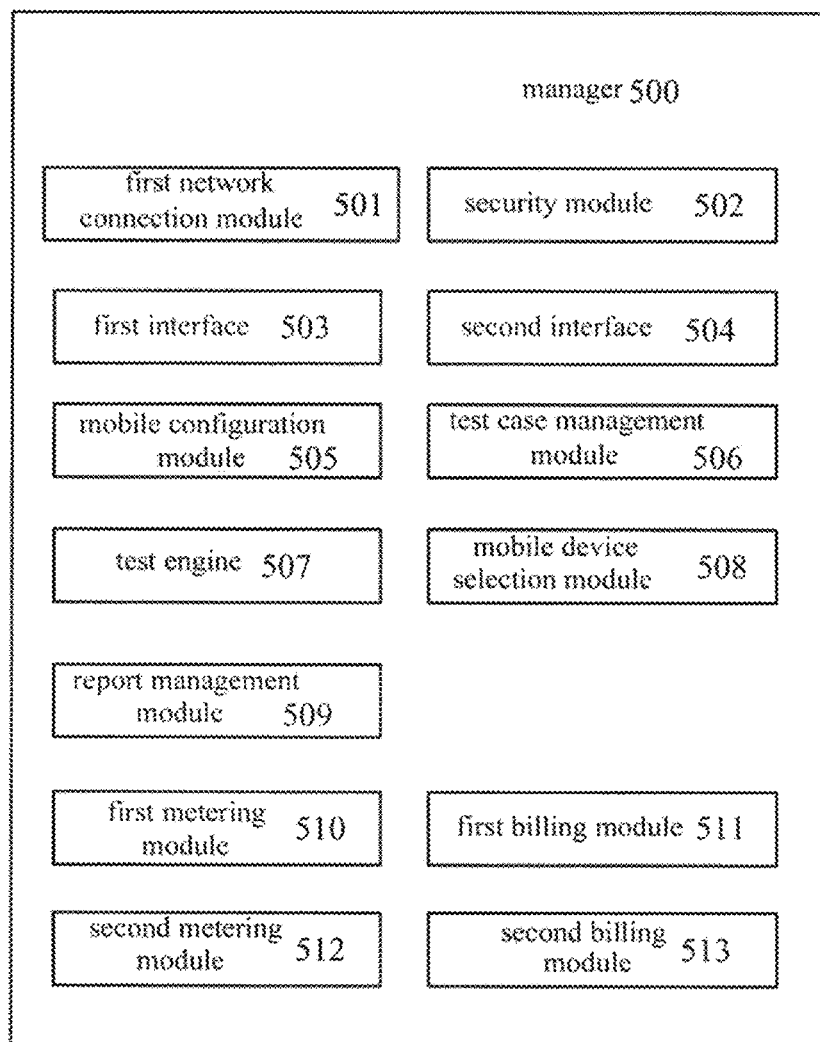 manager 500
first network
connection module 501
security module 502
first interface 503
second interface 504
mobile configuration
module 505
test case management
module 506
test engine 507
mobile device
selection module 508
report management
module 509
first metering
module 510
first billing module 511
second metering
module 512
second billing
module 513